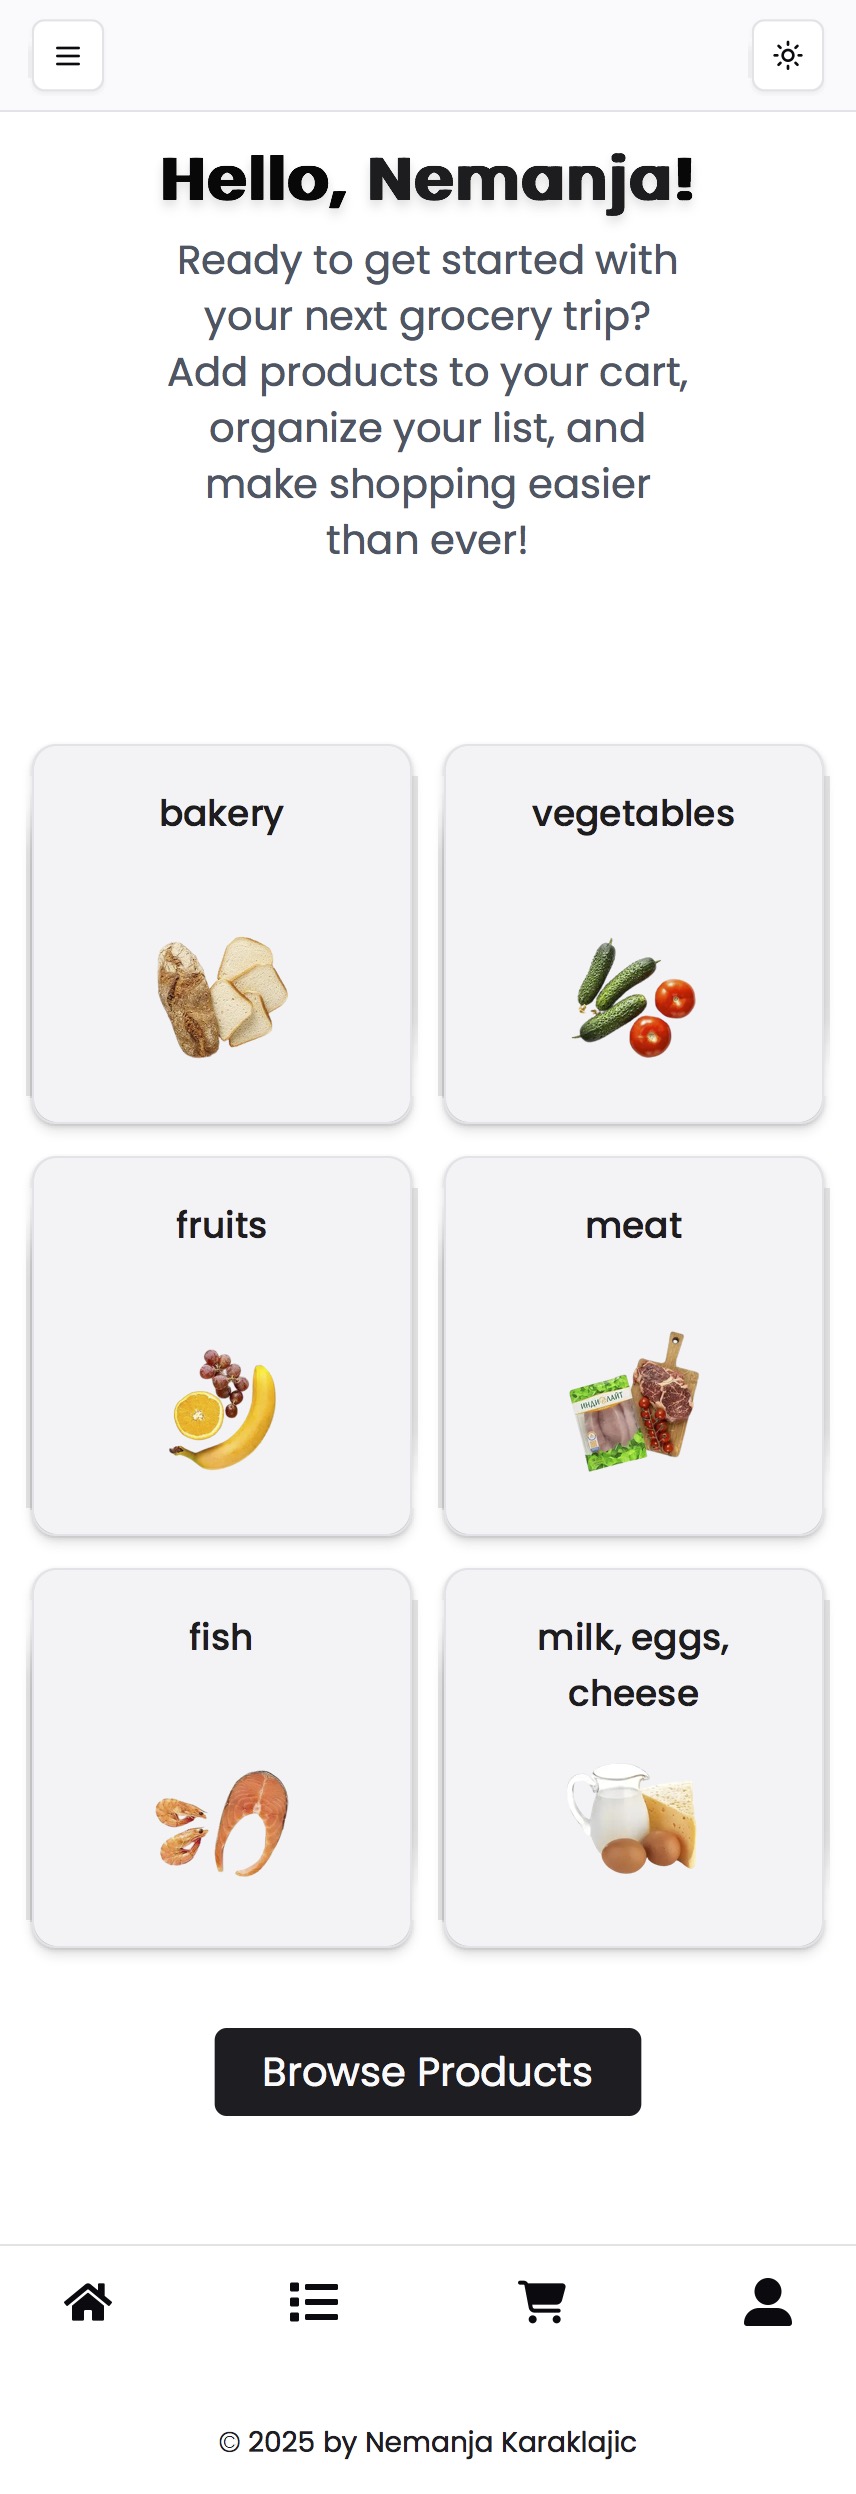 Hello, Nemanja!
Ready to get started with
your next grocery trip?
Add products to your cart,
organize your list, and
make shopping easier
than ever!
bakery
vegetables
fruits
meat
ИНДИЛАЙТ
fish
milk, eggs,
cheese
Browse Products
© 2025 by Nemanja Karaklajic